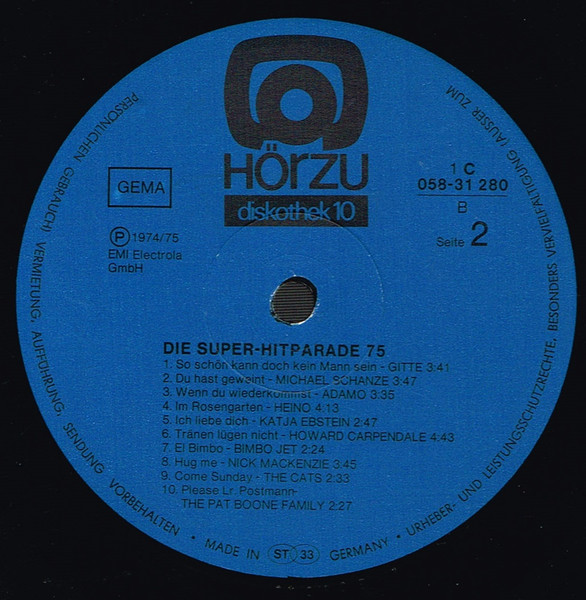 HÖRZU
diskothek 10
GEMA
1 C
058-31 280
B
Seite 2
Ⓟ 1974/75
EMI Electrola
GmbH
DIE SUPER-HITPARADE 75
1. So schön kann doch kein Mann sein - GITTE 3:41
2. Du hast geweint - MICHAEL SCHANZE 3:47
3. Wenn du wiederkommst - ADAMO 3:35
4. Im Rosengarten - HEINO 4:13
5. Ich liebe dich - KATJA EBSTEIN 2:47
6. Tränen lügen nicht - HOWARD CARPENDALE 4:43
7. El Bimbo - BIMBO JET 2:24
8. Hug me - NICK MACKENZIE 3:45
9. Come Sunday - THE CATS 2:33
10. Please Lr. Postmann-
THE PAT BOONE FAMILY 2:27
MADE IN ST 33 GERMANY • URHEBER- UND LEISTUNGSSCHUTZRECHTE, BESONDERS VERVIELFÄLTIGUNG (AUSSER ZUM
PERSÖNLICHEN GEBRAUCH), VERMIETUNG, AUFFÜHRUNG, SENDUNG VORBEHALTEN •